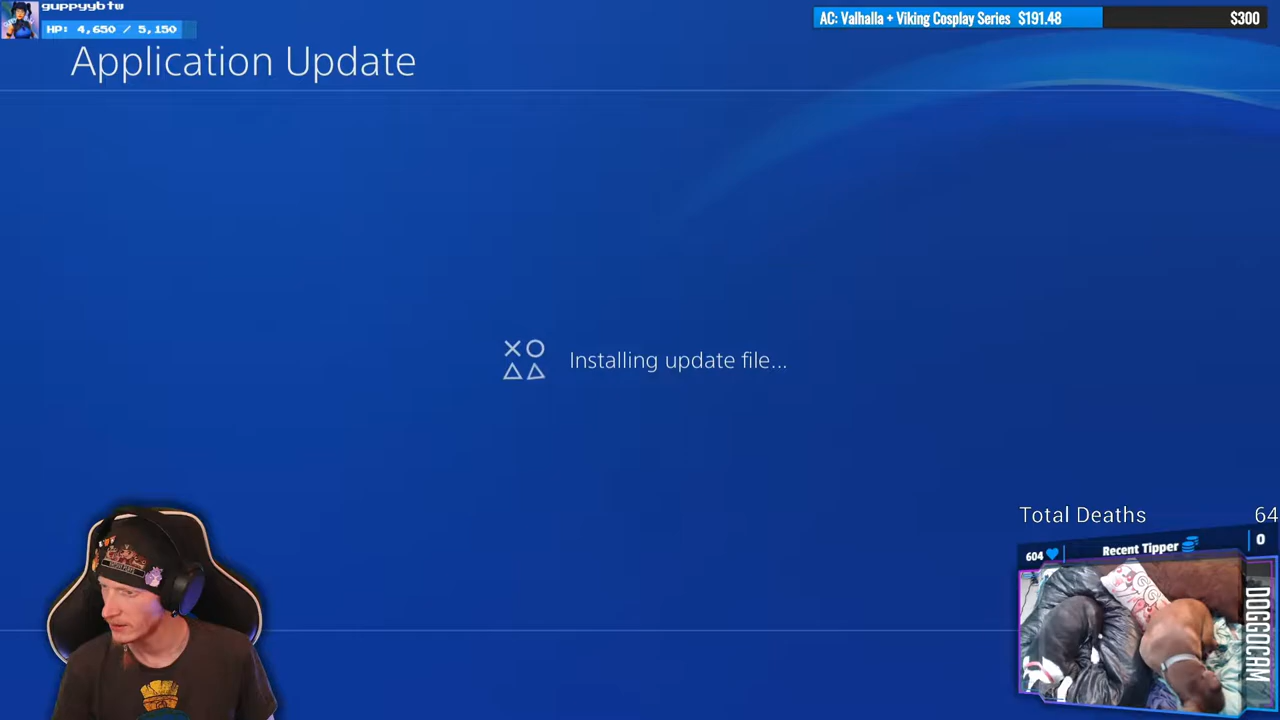 guppyybtw
HP: 4,650 / 5,150
AC: Valhalla + Viking Cosplay Series $191.48 $300
Application Update
Installing update file...
Total Deaths 64
604 Recent Tipper 0
DOGGOCAM